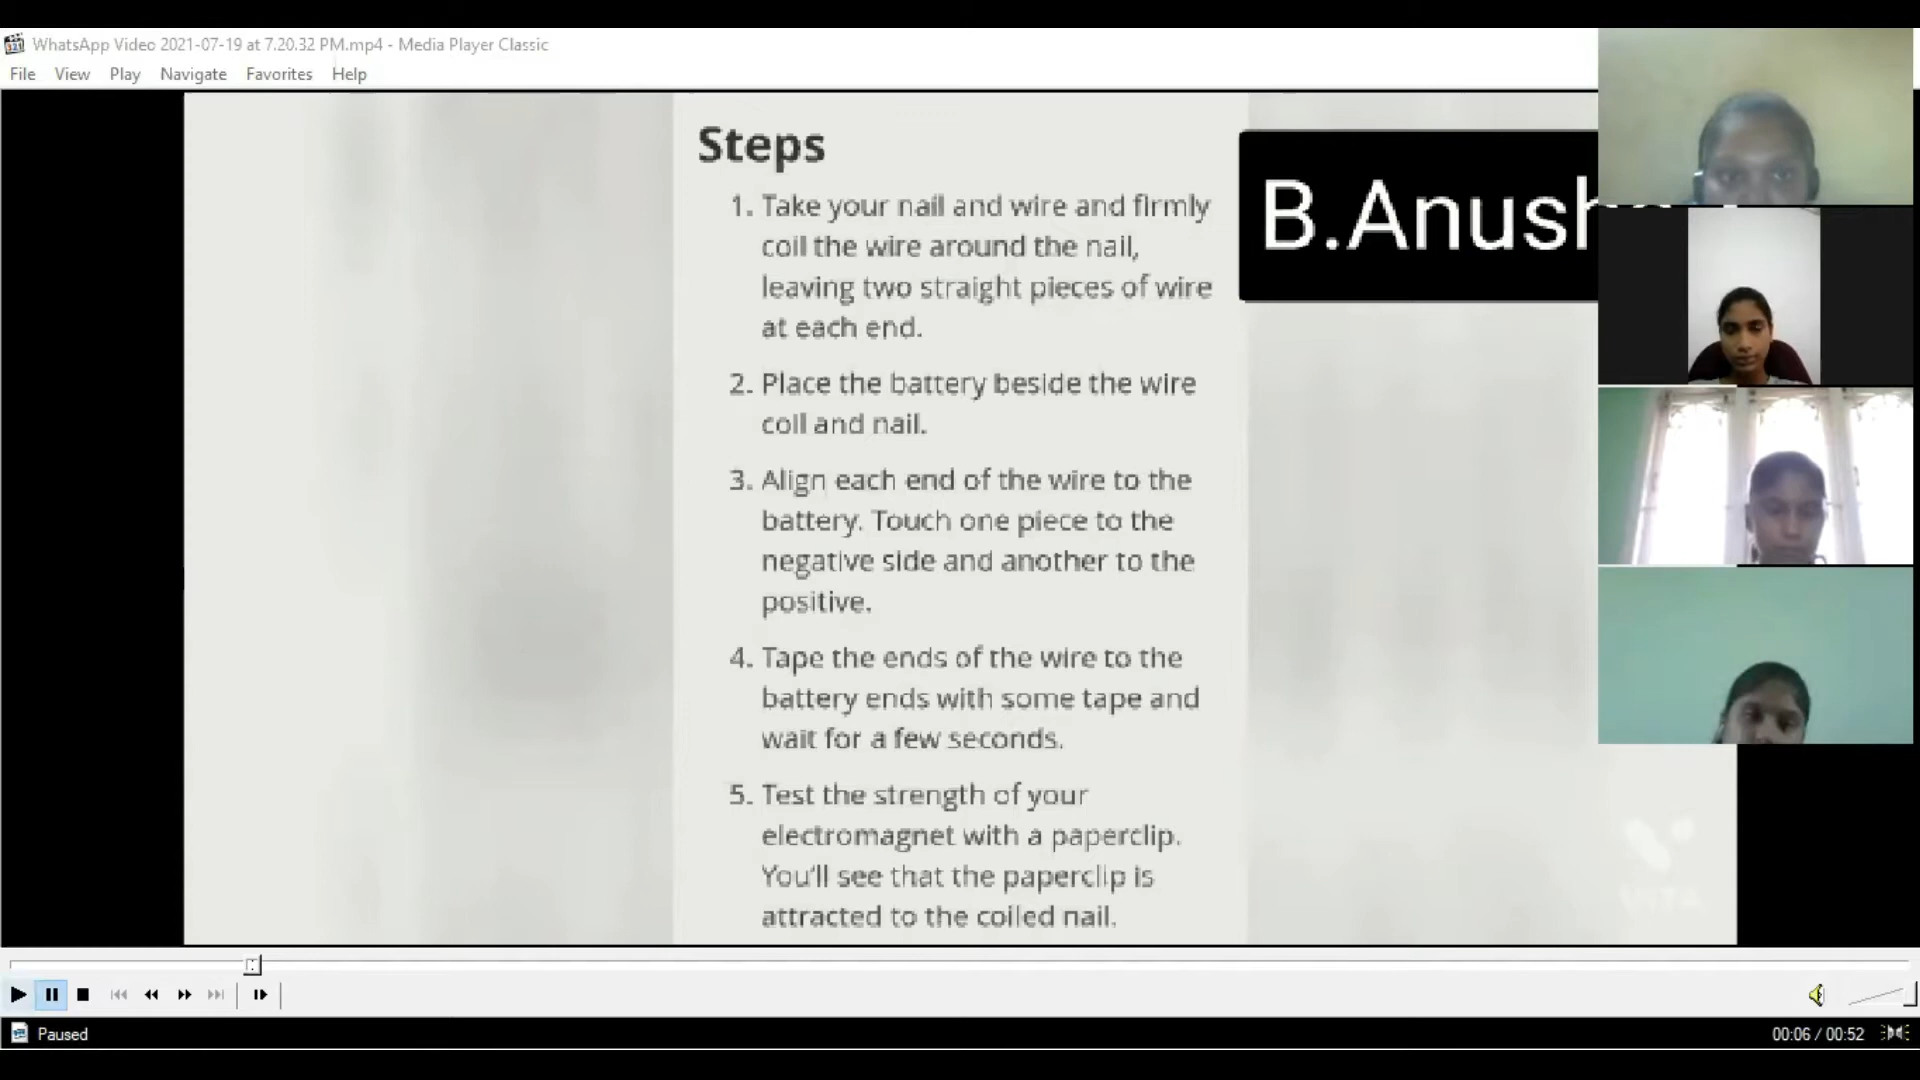 WhatsApp Video 2021-07-19 at 7.20.32 PM.mp4 - Media Player Classic
File View Play Navigate Favorites Help
Steps
1. Take your nail and wire and firmly
coil the wire around the nail,
leaving two straight pieces of wire
at each end.
2. Place the battery beside the wire
coil and nail.
3. Align each end of the wire to the
battery. Touch one piece to the
negative side and another to the
positive.
4. Tape the ends of the wire to the
battery ends with some tape and
wait for a few seconds.
5. Test the strength of your
electromagnet with a paperclip.
You'll see that the paperclip is
attracted to the coiled nail.
B.Anush
VITA
Paused
00:06 / 00:52